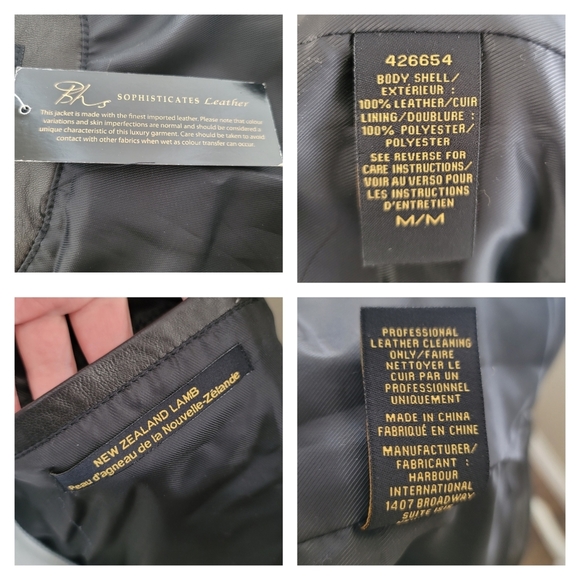 SOPHISTICATES Leather
This jacket is made with the finest imported leather. Please note that colour
variations and skin imperfections are normal and should be considered a
unique characteristic of this luxury garment. Care should be taken to avoid
contact with other fabrics when wet as colour transfer can occur.
426654
BODY SHELL/
EXTÉRIEUR :
100% LEATHER/CUIR
LINING/DOUBLURE :
100% POLYESTER/
POLYESTER
SEE REVERSE FOR
CARE INSTRUCTIONS/
VOIR AU VERSO POUR
LES INSTRUCTIONS
D'ENTRETIEN
M/M
NEW ZEALAND LAMB
Peau d'agneau de la Nouvelle-Zélande
PROFESSIONAL
LEATHER CLEANING
ONLY/FAIRE
NETTOYER LE
CUIR PAR UN
PROFESSIONNEL
UNIQUEMENT
MADE IN CHINA
FABRIQUÉ EN CHINE
MANUFACTURER/
FABRICANT :
HARBOUR
INTERNATIONAL
1407 BROADWAY
SUITE